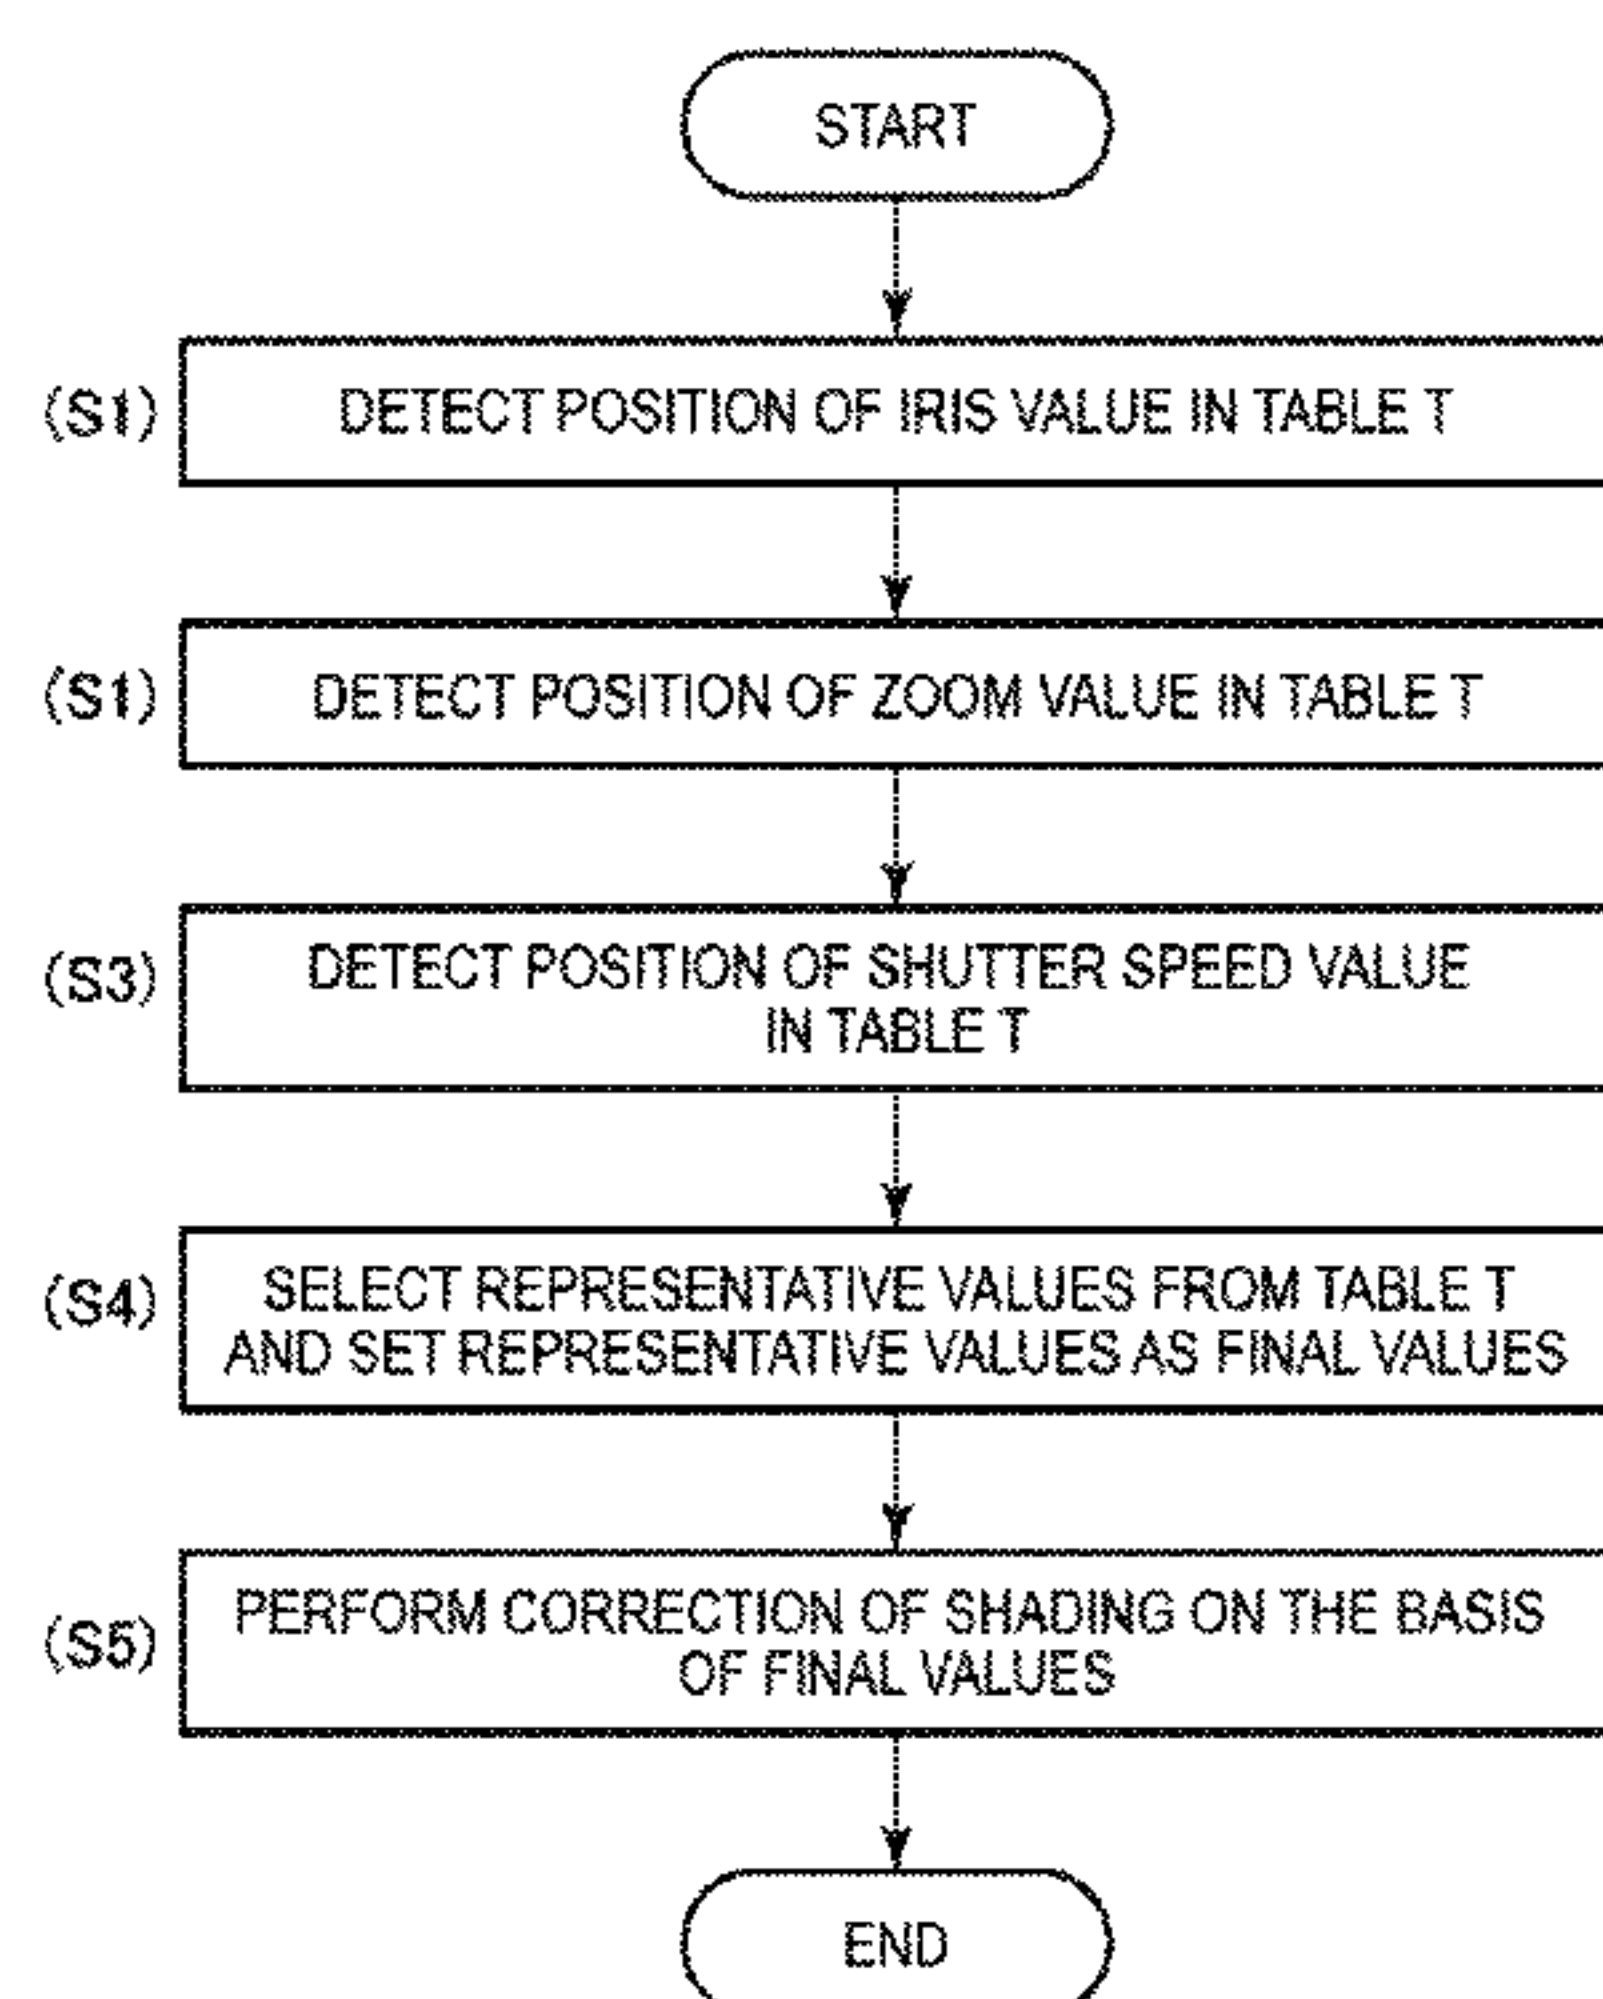 START
(S1) DETECT POSITION OF IRIS VALUE IN TABLE T
(S1) DETECT POSITION OF ZOOM VALUE IN TABLE T
(S3) DETECT POSITION OF SHUTTER SPEED VALUE
IN TABLE T
(S4) SELECT REPRESENTATIVE VALUES FROM TABLE T
AND SET REPRESENTATIVE VALUES AS FINAL VALUES
(S5) PERFORM CORRECTION OF SHADING ON THE BASIS
OF FINAL VALUES
END